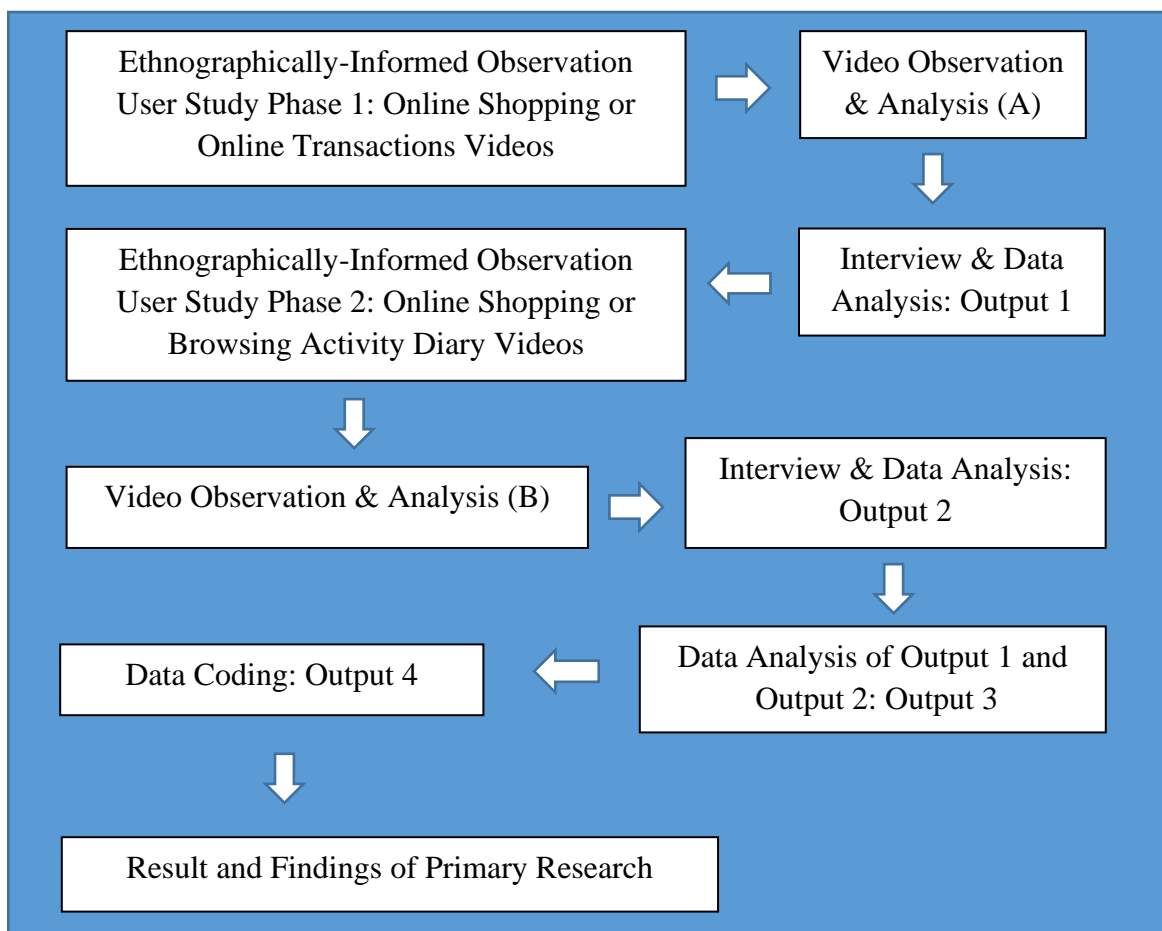 Ethnographically-Informed Observation
User Study Phase 1: Online Shopping or
Online Transactions Videos
Video Observation
& Analysis (A)
Interview & Data
Analysis: Output 1
Ethnographically-Informed Observation
User Study Phase 2: Online Shopping or
Browsing Activity Diary Videos
Video Observation & Analysis (B)
Interview & Data Analysis:
Output 2
Data Analysis of Output 1 and
Output 2: Output 3
Data Coding: Output 4
Result and Findings of Primary Research